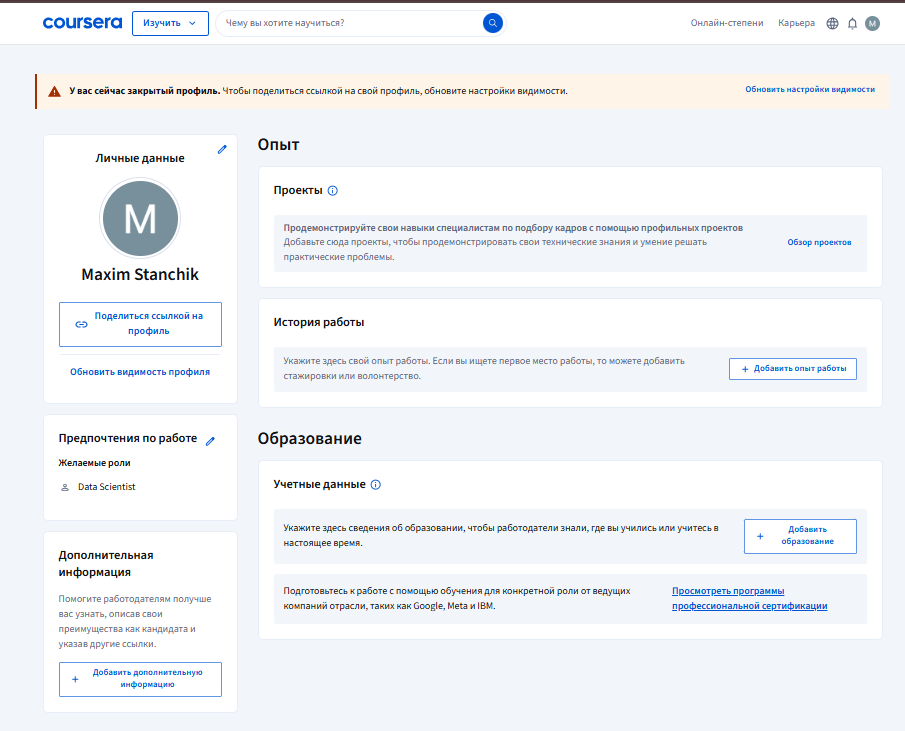 coursera
Изучить
Чему вы хотите научиться?
Онлайн-степени
Карьера
M
У вас сейчас закрытый профиль. Чтобы поделиться ссылкой на свой профиль, обновите настройки видимости.
Обновить настройки видимости
Личные данные
M
Maxim Stanchik
Поделиться ссылкой на
профиль
Обновить видимость профиля
Предпочтения по работе
Желаемые роли
Data Scientist
Дополнительная
информация
Помогите работодателям получше
вас узнать, описав свои
преимущества как кандидата и
указав другие ссылки.
+ Добавить дополнительную
информацию
Опыт
Проекты
Продемонстрируйте свои навыки специалистам по подбору кадров с помощью профильных проектов
Добавьте сюда проекты, чтобы продемонстрировать свои технические знания и умение решать
практические проблемы.
Обзор проектов
История работы
Укажите здесь свой опыт работы. Если вы ищете первое место работы, то можете добавить
стажировки или волонтерство.
+ Добавить опыт работы
Образование
Учетные данные
Укажите здесь сведения об образовании, чтобы работодатели знали, где вы учились или учитесь в
настоящее время.
+ Добавить
образование
Подготовьтесь к работе с помощью обучения для конкретной роли от ведущих
компаний отрасли, таких как Google, Meta и IBM.
Просмотреть программы
профессиональной сертификации